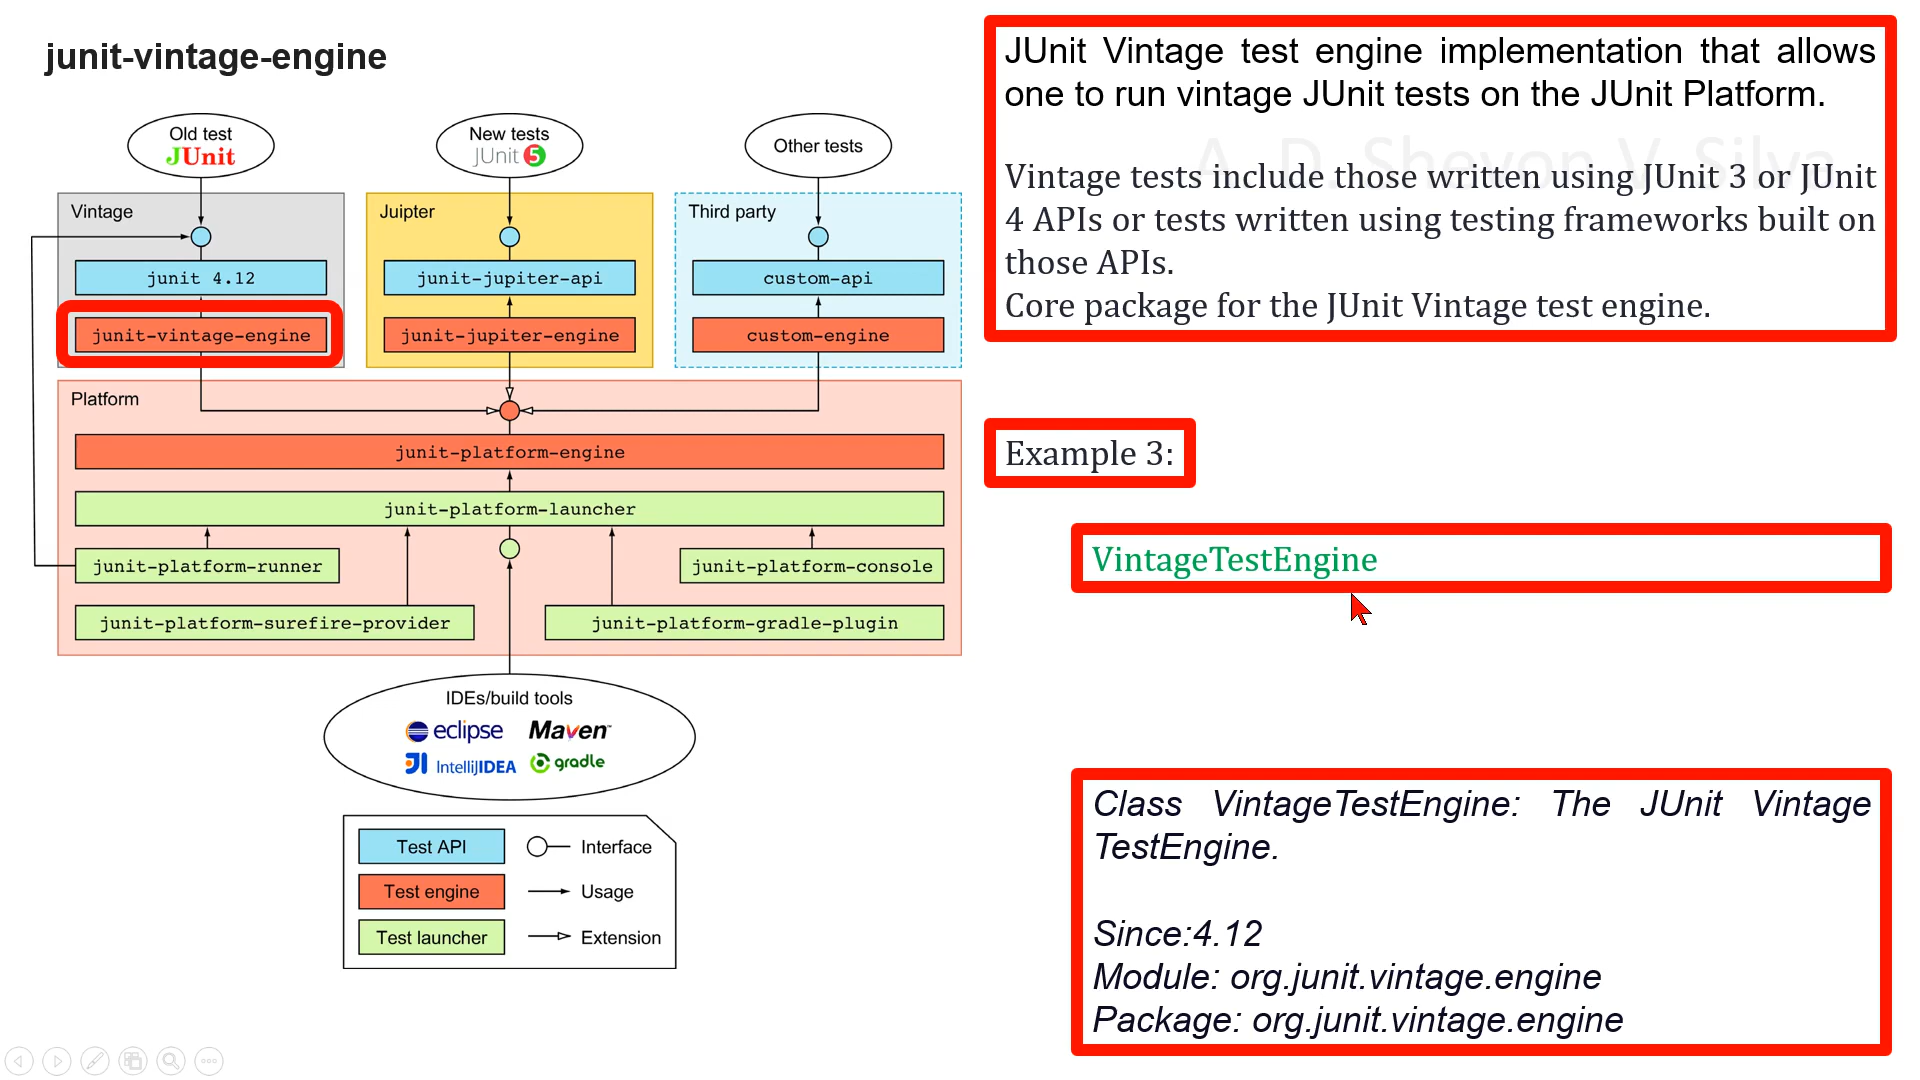 junit-vintage-engine
Old test
JUnit
New tests
JUnit 5
Other tests
Vintage
Juipter
Third party
junit 4.12
junit-jupiter-api
custom-api
junit-vintage-engine
junit-jupiter-engine
custom-engine
Platform
junit-platform-engine
junit-platform-launcher
junit-platform-runner
junit-platform-console
junit-platform-surefire-provider
junit-platform-gradle-plugin
IDEs/build tools
eclipse
Maven™
IntelliJIDEA
gradle
Test API
Interface
Test engine
Usage
Test launcher
Extension
JUnit Vintage test engine implementation that allows
one to run vintage JUnit tests on the JUnit Platform.
A. D. Shevon V. Silva
Vintage tests include those written using JUnit 3 or JUnit
4 APIs or tests written using testing frameworks built on
those APIs.
Core package for the JUnit Vintage test engine.
Example 3:
VintageTestEngine
Class VintageTestEngine: The JUnit Vintage
TestEngine.
Since:4.12
Module: org.junit.vintage.engine
Package: org.junit.vintage.engine